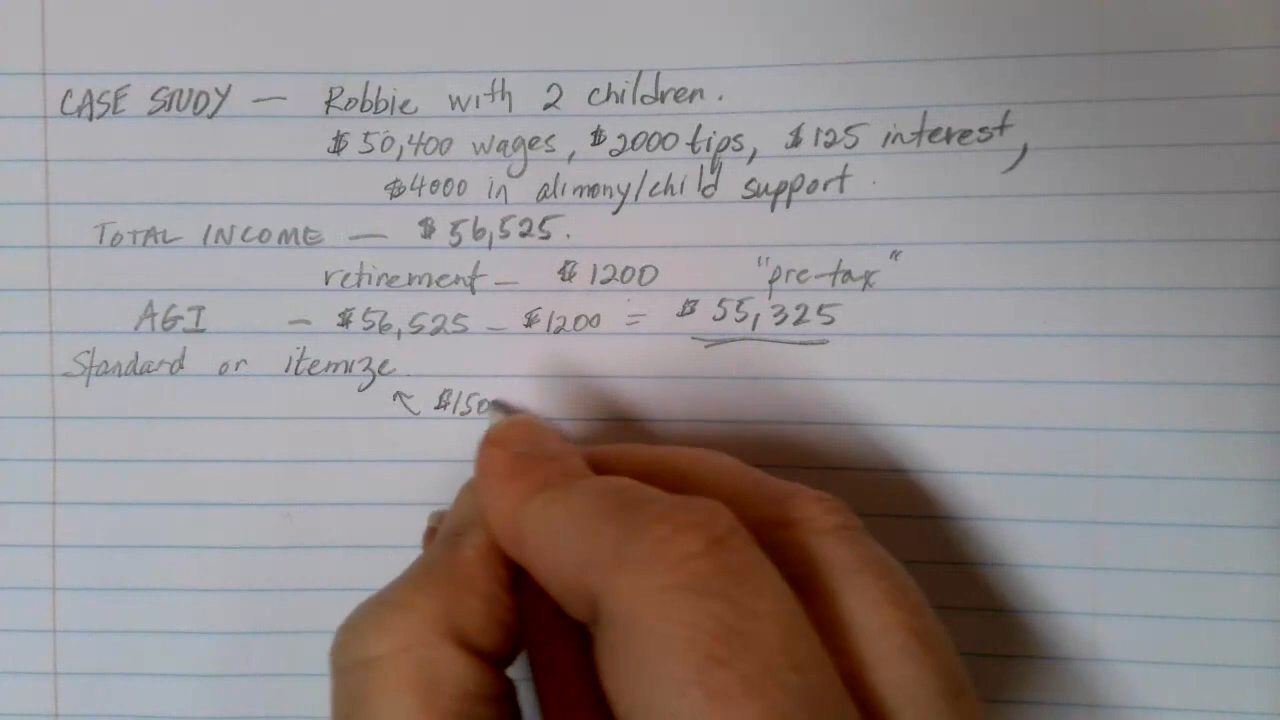 CASE STUDY — Robbie with 2 children.
$50,400 wages, $2000 tips, $125 interest,
$4000 in alimony/child support.
TOTAL INCOME — $56,525.
retirement — $1200 "pre-tax"
AGI - $56,525 - $1200 = $55,325
Standard or itemize.
↖ $150